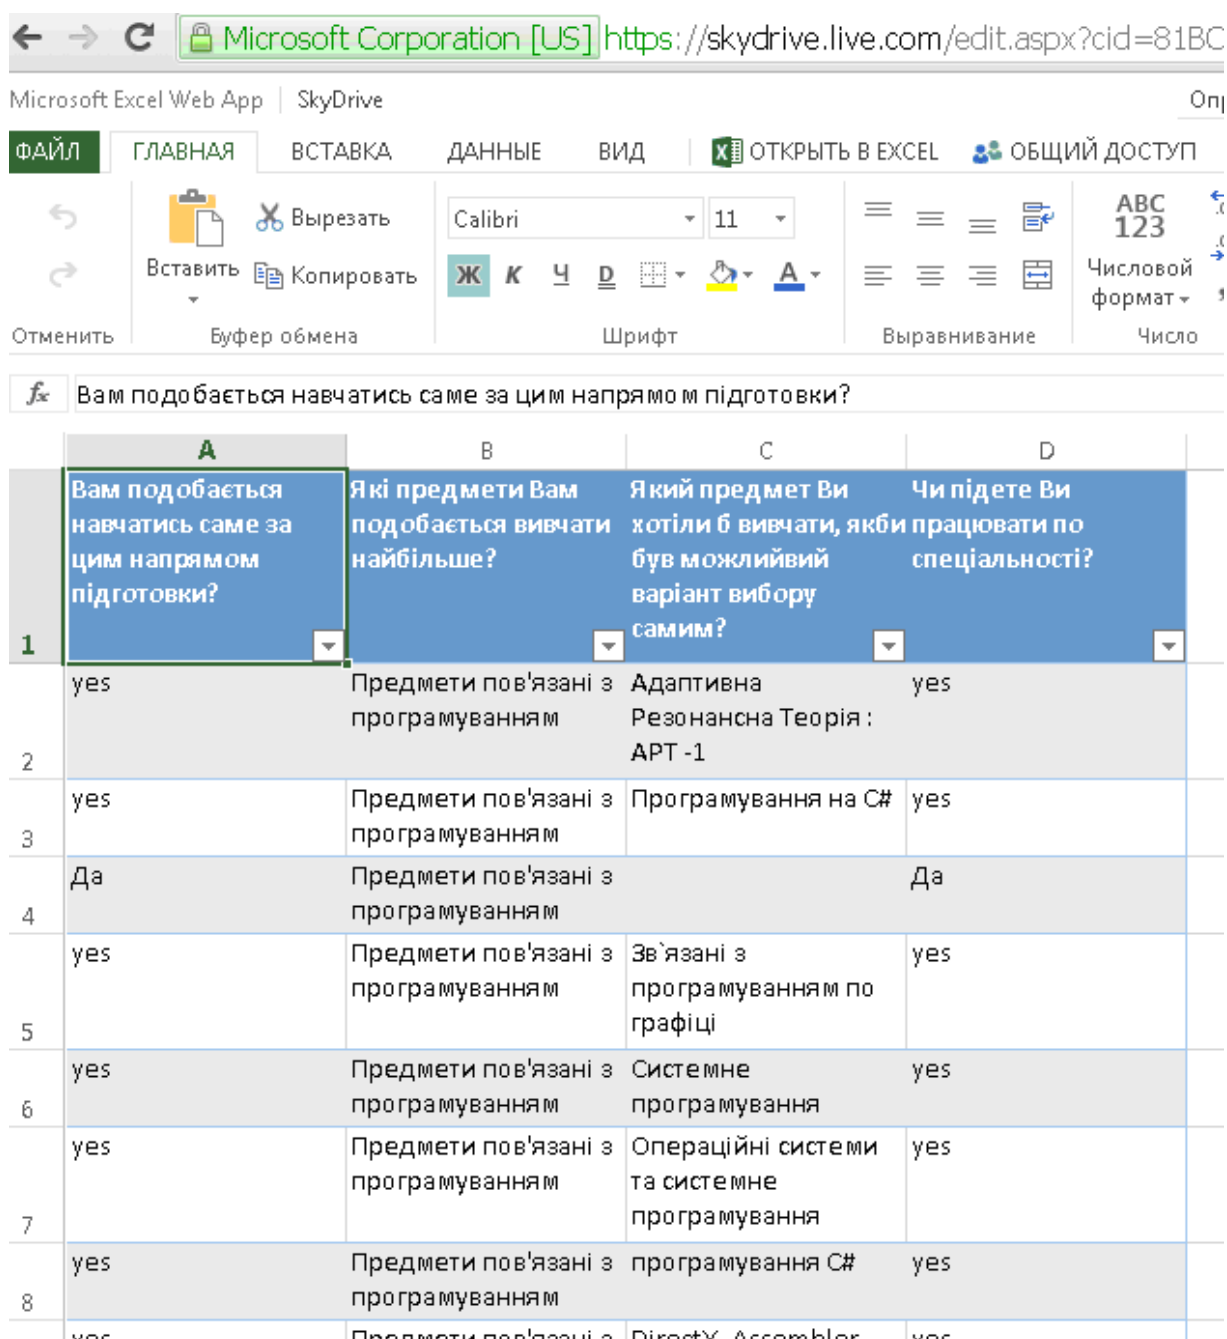 Microsoft Corporation [US] https://skydrive.live.com/edit.aspx?cid=81BC
Microsoft Excel Web App | SkyDrive
ФАЙЛ ГЛАВНАЯ ВСТАВКА ДАННЫЕ ВИД ОТКРЫТЬ В EXCEL ОБЩИЙ ДОСТУП
Вырезать Calibri 11 ABC
123
Вставить Копировать Ж К Ч D А Числовой
формат
Отменить Буфер обмена Шрифт Выравнивание Число
fx Вам подобається навчатись саме за цим напрямом підготовки?
A B C D
1
Вам подобається
навчатись саме за
цим напрямом
підготовки?
Які предмети Вам
подобається вивчати
найбільше?
Який предмет Ви
хотіли б вивчати, якби
був можлийвий
варіант вибору
самим?
Чи підете Ви
працювати по
спеціальності?
2
yes
Предмети пов'язані з
програмуванням
Адаптивна
Резонансна Теорія :
АРТ -1
yes
3
yes
Предмети пов'язані з
програмуванням
Програмування на C#
yes
4
Да
Предмети пов'язані з
програмуванням
Да
5
yes
Предмети пов'язані з
програмуванням
Зв`язані з
програмуванням по
графіці
yes
6
yes
Предмети пов'язані з
програмуванням
Системне
програмування
yes
7
yes
Предмети пов'язані з
програмуванням
Операційні системи
та системне
програмування
yes
8
yes
Предмети пов'язані з
програмуванням
програмування C#
yes
yes
Предмети пов'язані з
DirectX, Assembler
yes